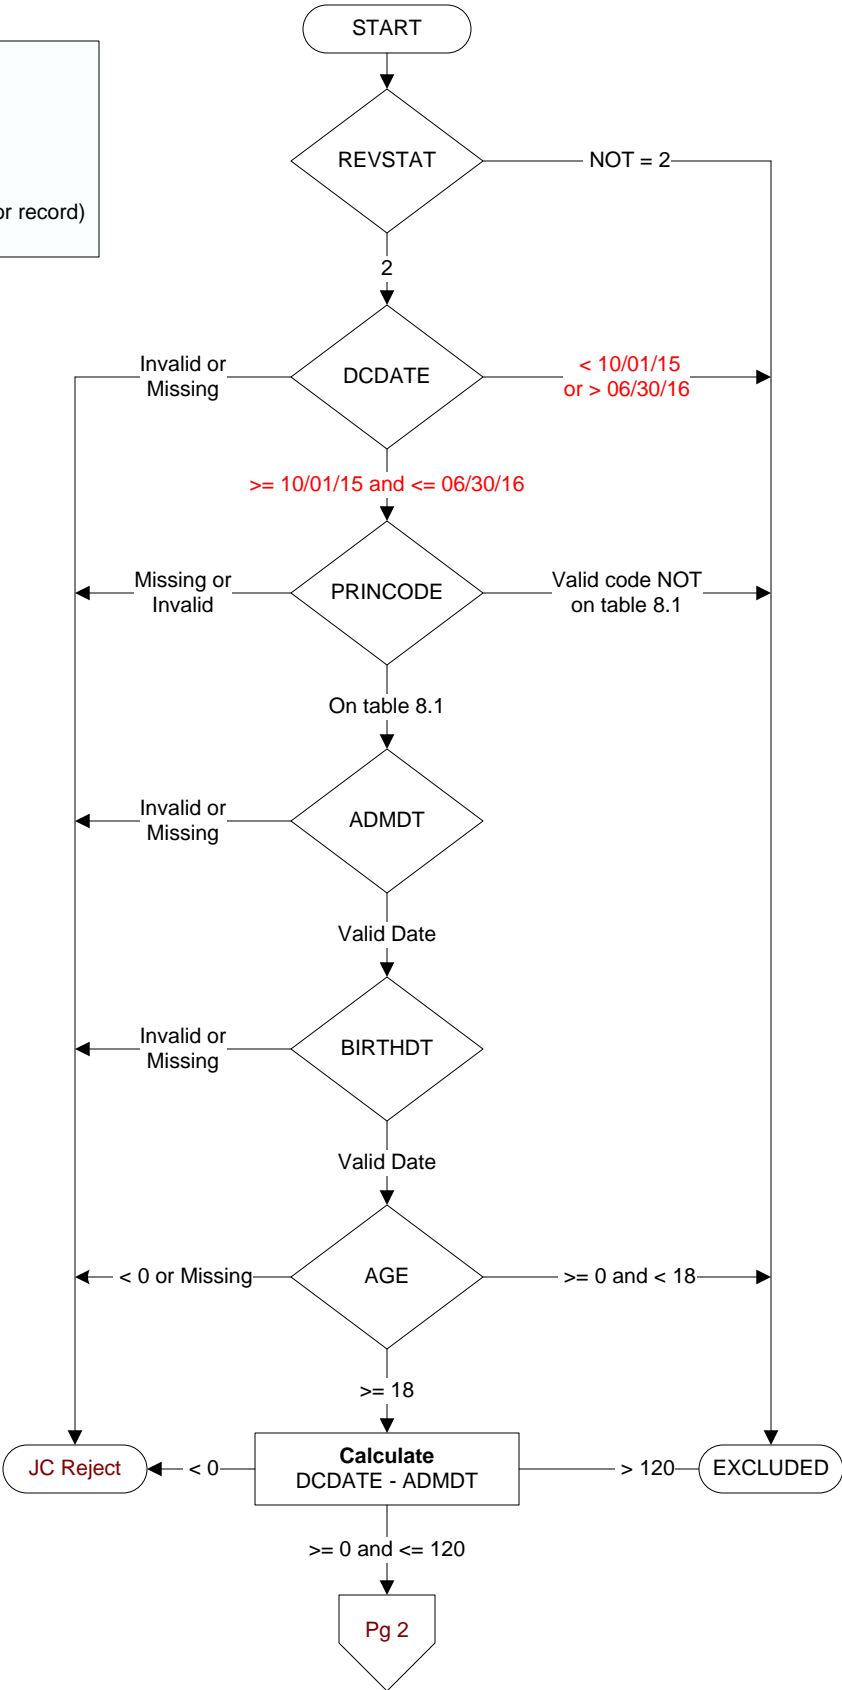 START
or record)
REVSTAT
NOT = 2
2
Invalid or
Missing
DCDATE
< 10/01/15
or > 06/30/16
>= 10/01/15 and <= 06/30/16
Missing or
Invalid
PRINCODE
Valid code NOT
on table 8.1
On table 8.1
Invalid or
Missing
ADMDT
Valid Date
Invalid or
Missing
BIRTHDT
Valid Date
< 0 or Missing
AGE
>= 0 and < 18
>= 18
JC Reject
< 0
Calculate
DCDATE - ADMDT
> 120
EXCLUDED
>= 0 and <= 120
Pg 2